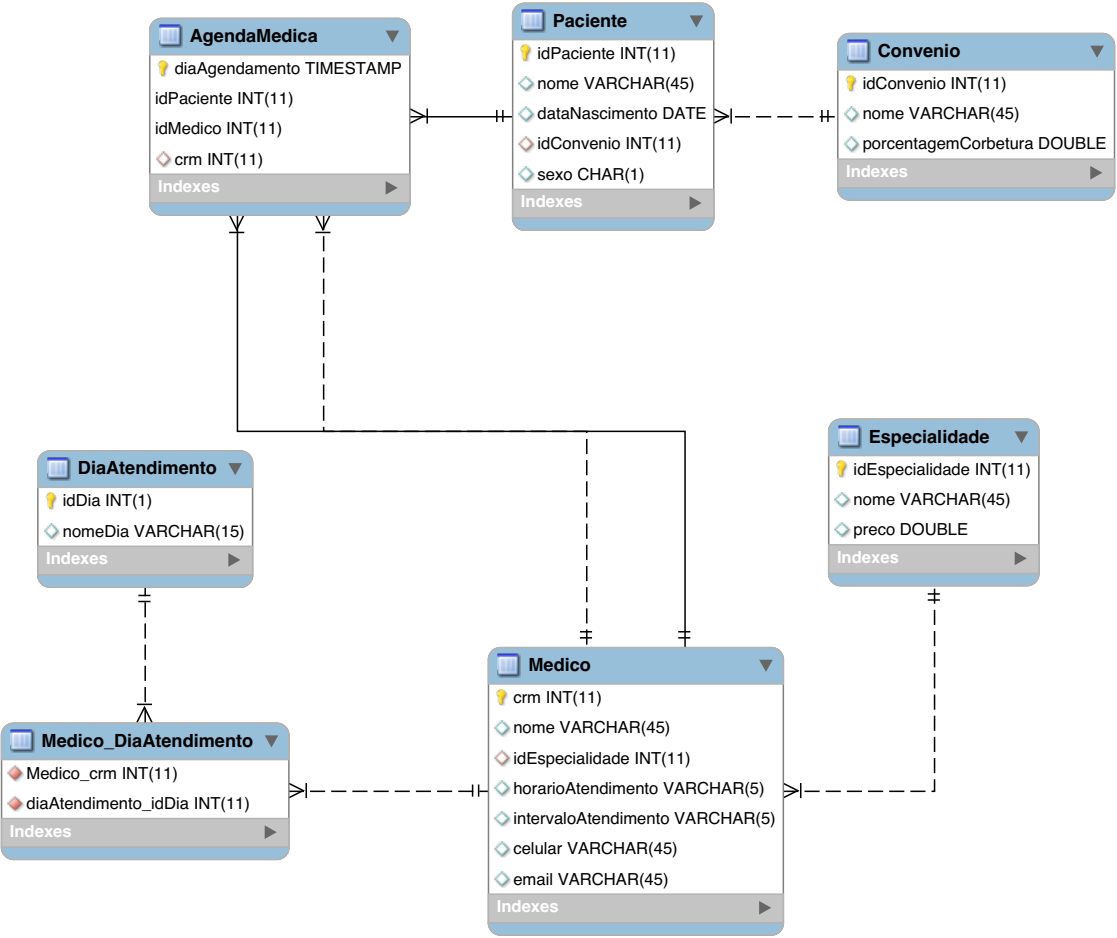 AgendaMedica
diaAgendamento TIMESTAMP
idPaciente INT(11)
idMedico INT(11)
crm INT(11)
Indexes
Paciente
idPaciente INT(11)
nome VARCHAR(45)
dataNascimento DATE
idConvenio INT(11)
sexo CHAR(1)
Indexes
Convenio
idConvenio INT(11)
nome VARCHAR(45)
porcentagemCorbetura DOUBLE
Indexes
DiaAtendimento
idDia INT(1)
nomeDia VARCHAR(15)
Indexes
Especialidade
idEspecialidade INT(11)
nome VARCHAR(45)
preco DOUBLE
Indexes
Medico_DiaAtendimento
Medico_crm INT(11)
diaAtendimento_idDia INT(11)
Indexes
Medico
crm INT(11)
nome VARCHAR(45)
idEspecialidade INT(11)
horarioAtendimento VARCHAR(5)
intervaloAtendimento VARCHAR(5)
celular VARCHAR(45)
email VARCHAR(45)
Indexes